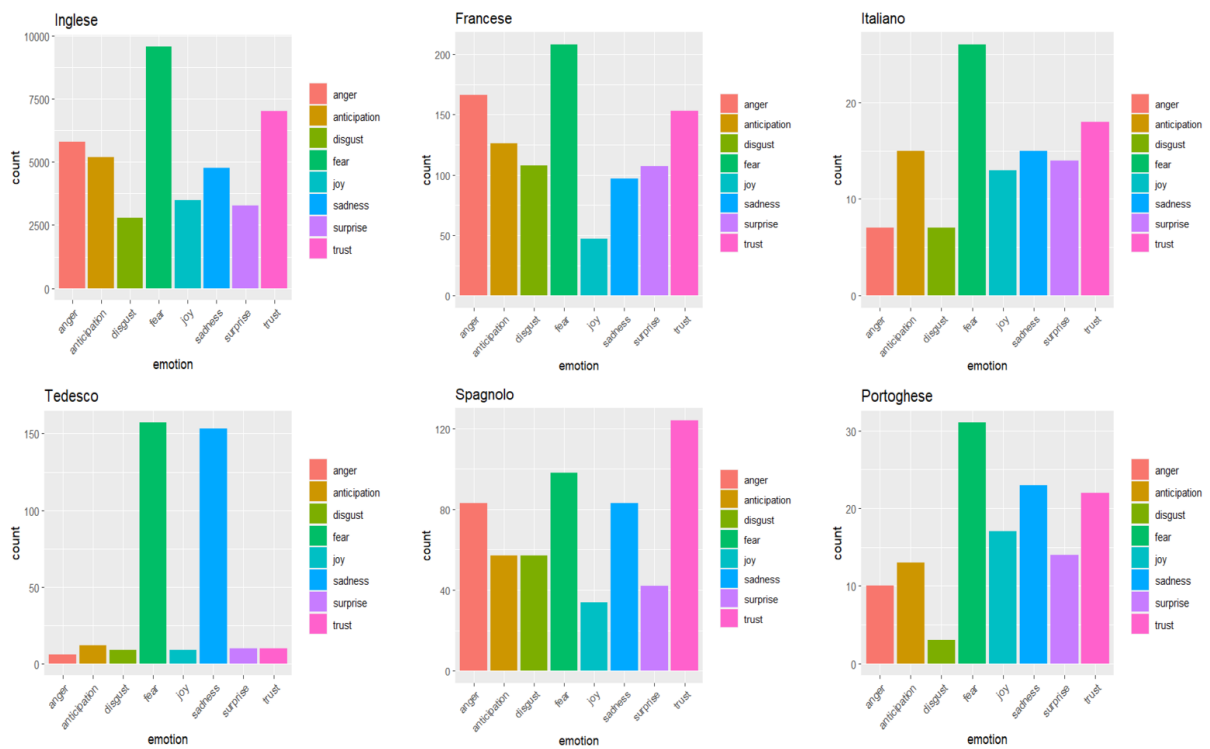 Inglese
10000
7500
5000
2500
0
count
anger
anticipation
disgust
fear
joy
sadness
surprise
trust
emotion
anger
anticipation
disgust
fear
joy
sadness
surprise
trust
Francese
200
150
100
50
0
count
anger
anticipation
disgust
fear
joy
sadness
surprise
trust
emotion
anger
anticipation
disgust
fear
joy
sadness
surprise
trust
Italiano
20
10
0
count
anger
anticipation
disgust
fear
joy
sadness
surprise
trust
emotion
anger
anticipation
disgust
fear
joy
sadness
surprise
trust
Tedesco
150
100
50
0
count
anger
anticipation
disgust
fear
joy
sadness
surprise
trust
emotion
anger
anticipation
disgust
fear
joy
sadness
surprise
trust
Spagnolo
120
80
40
0
count
anger
anticipation
disgust
fear
joy
sadness
surprise
trust
emotion
anger
anticipation
disgust
fear
joy
sadness
surprise
trust
Portoghese
30
20
10
0
count
anger
anticipation
disgust
fear
joy
sadness
surprise
trust
emotion
anger
anticipation
disgust
fear
joy
sadness
surprise
trust